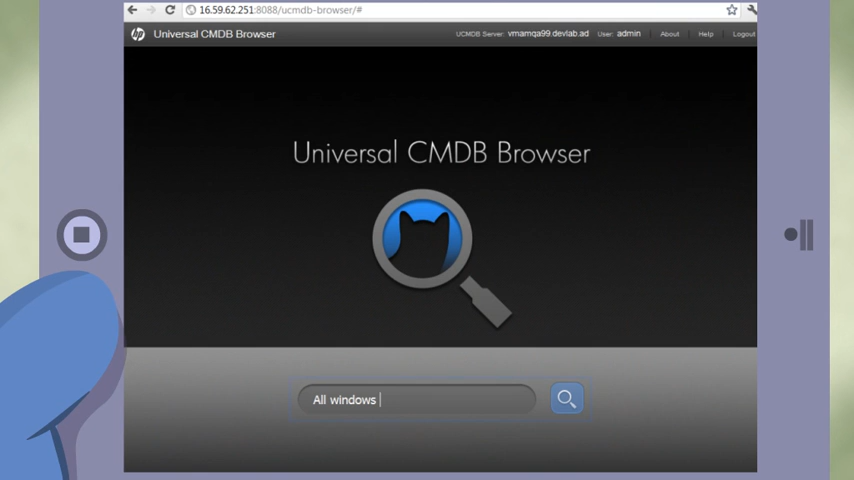 16.59.62.251:8088/ucmdb-browser/#
hp Universal CMDB Browser UCMDB Server: vmamqa99.devlab.ad User: admin About Help Logout
Universal CMDB Browser
All windows